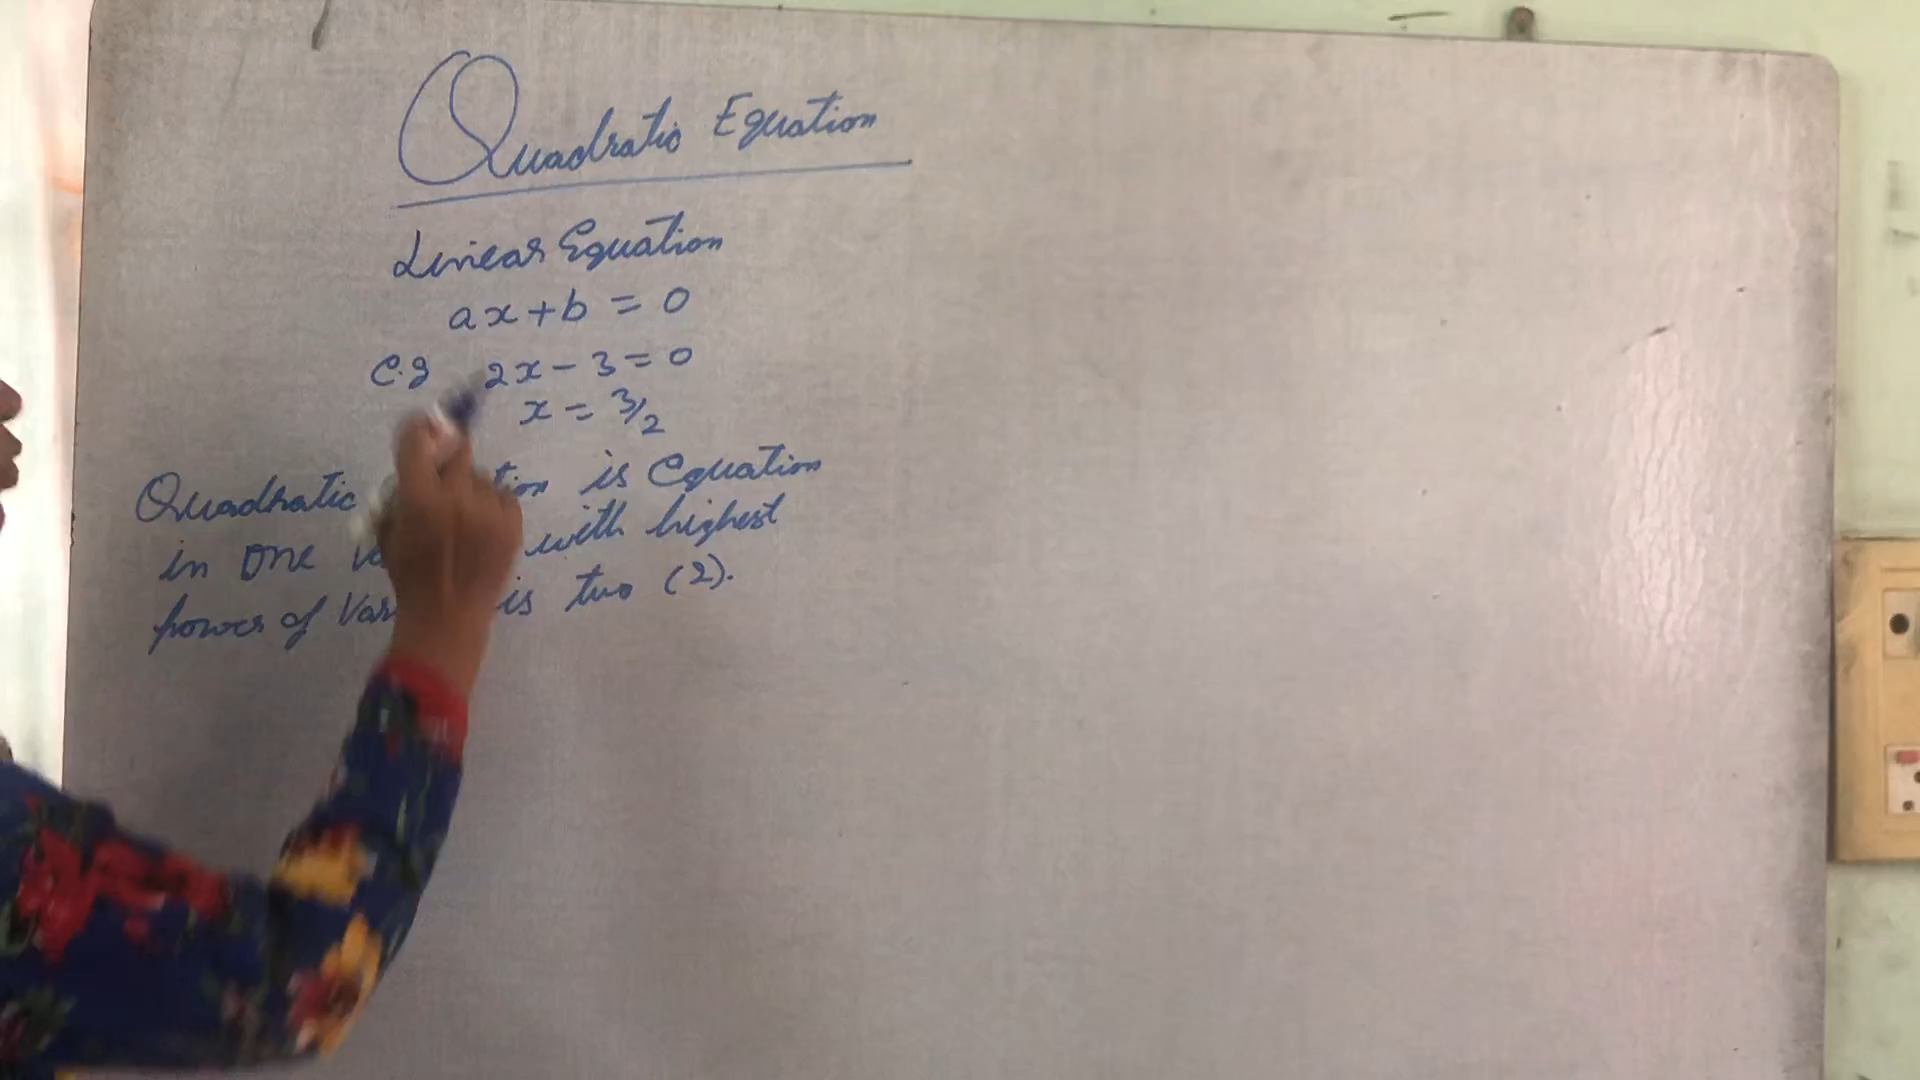 Quadratic Equation
Linear Equation
ax+b = 0
e.g 2x - 3 = 0
x = 3/2
Quadratic is Equation
in one with highest
power of is two (2).